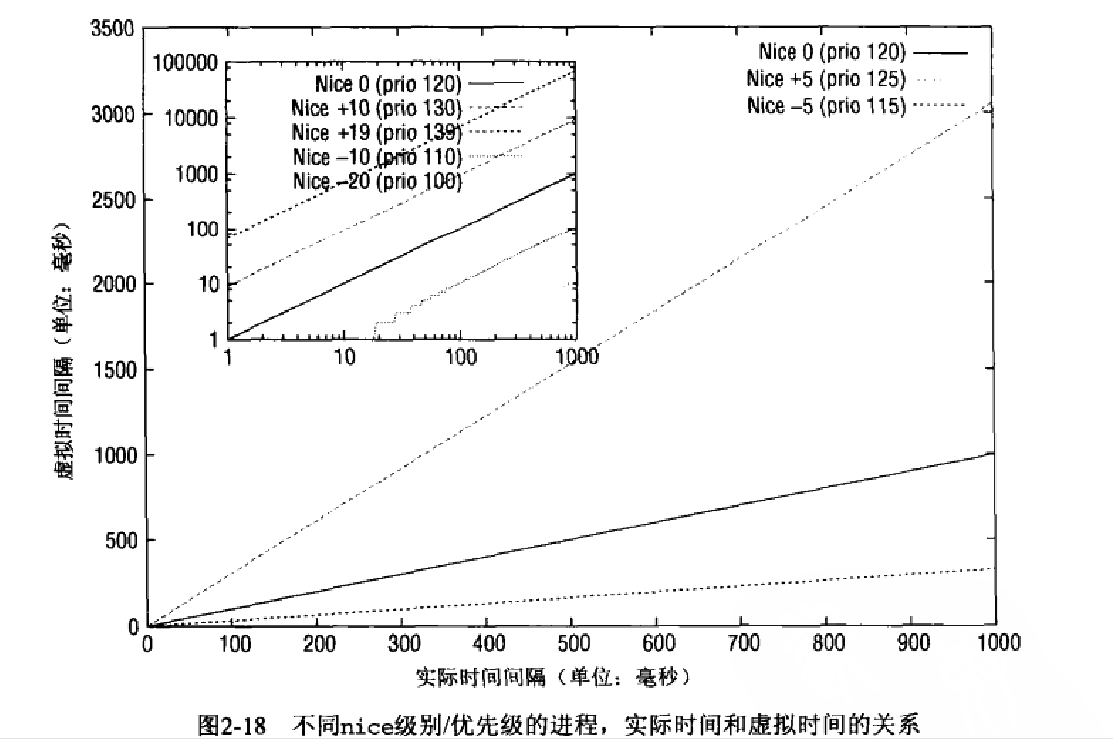 3500
3000
2500
2000
1500
1000
500
0
虚拟时间间隔（单位：毫秒）
Nice 0 (prio 120)
Nice +5 (prio 125)
Nice –5 (prio 115)
100000
10000
1000
100
10
1
Nice 0 (prio 120)
Nice +10 (prio 130)
Nice +19 (prio 139)
Nice –10 (prio 110)
Nice –20 (prio 100)
1 10 100 1000
0 100 200 300 400 500 600 700 800 900 1000
实际时间间隔（单位：毫秒）
图2-18 不同nice级别/优先级的进程，实际时间和虚拟时间的关系